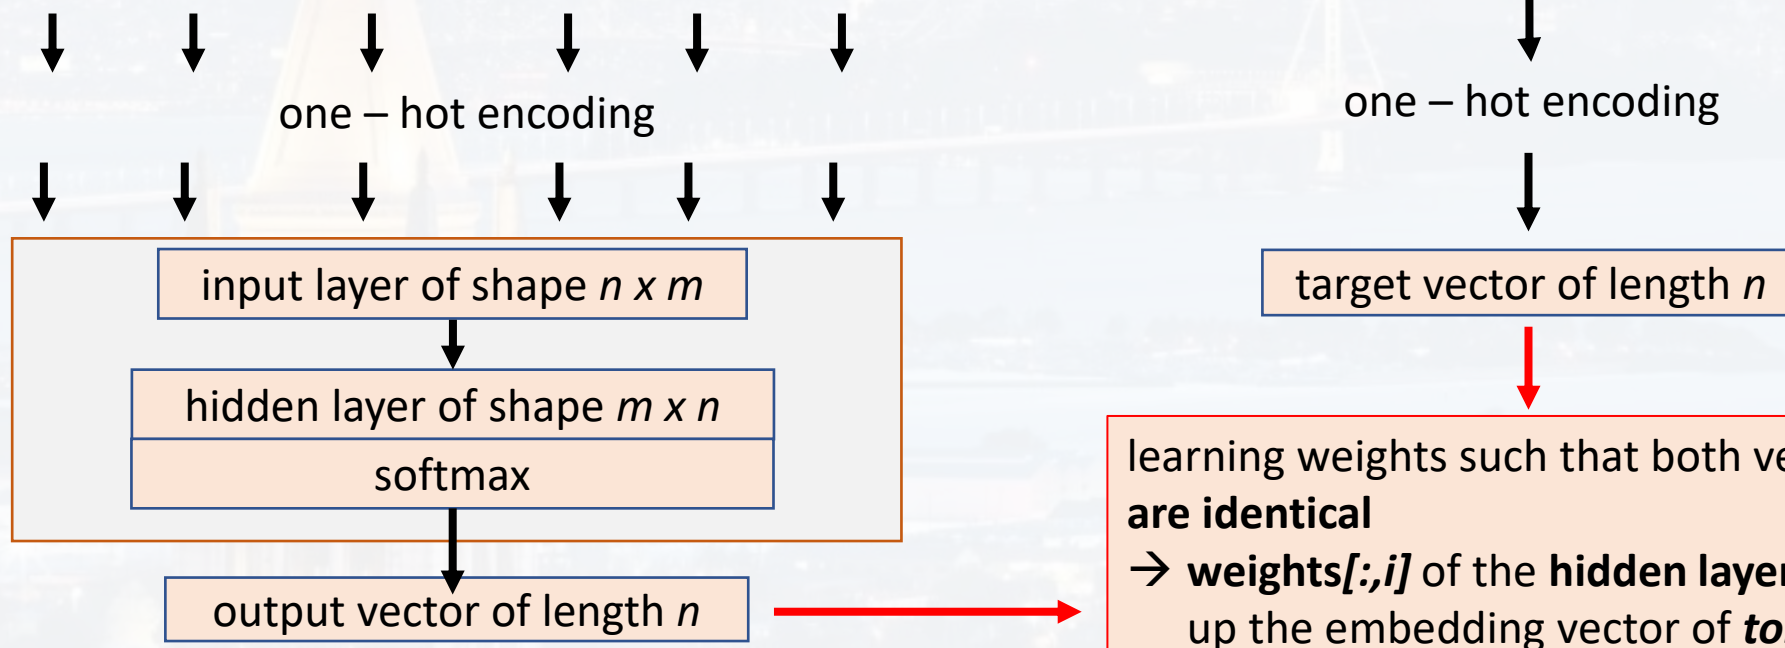 one – hot encoding
one – hot encoding
input layer of shape n x m
target vector of length n
hidden layer of shape m x n
softmax
learning weights such that both
are identical
→ weights[:,i] of the hidden layer
output vector of length n
up the embedding vector of